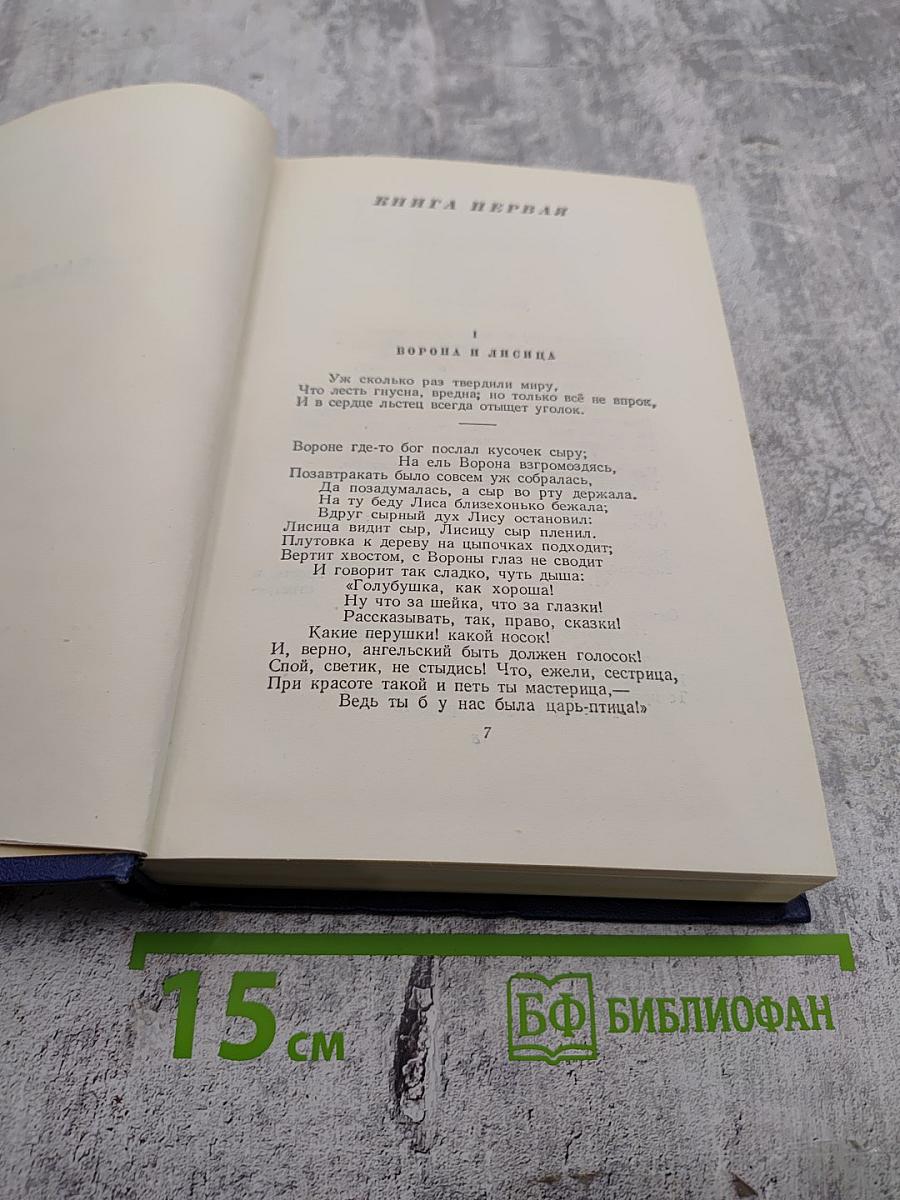 КНИГА ПЕРВАЯ
I
ВОРОНА И ЛИСИЦА
Уж сколько раз твердили миру,
Что лесть гнусна, вредна; но только всё не впрок,
И в сердце льстец всегда отыщет уголок.
Вороне где-то бог послал кусочек сыру;
На ель Ворона взгромоздясь,
Позавтракать было совсем уж собралась,
Да позадумалась, а сыр во рту держала.
На ту беду Лиса близехонько бежала;
Вдруг сырный дух Лису остановил:
Лисица видит сыр, Лисицу сыр пленил.
Плутовка к дереву на цыпочках подходит;
Вертит хвостом, с Вороны глаз не сводит
И говорит так сладко, чуть дыша:
«Голубушка, как хороша!
Ну что за шейка, что за глазки!
Рассказывать, так, право, сказки!
Какие перушки! какой носок!
И, верно, ангельский быть должен голосок!
Спой, светик, не стыдись! Что, ежели, сестрица,
При красоте такой и петь ты мастерица,—
Ведь ты б у нас была царь-птица!»
7
15 см
БФ БИБЛИОФАН